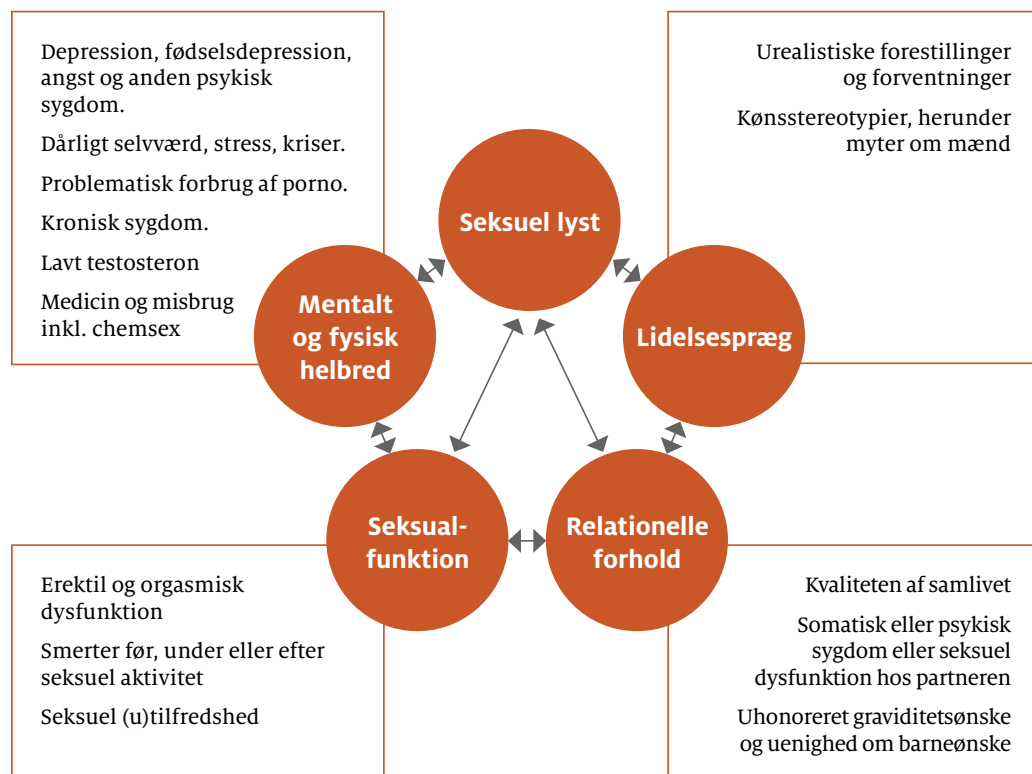 Depression, fødselsdepression,
angst og anden psykisk
sygdom.
Dårligt selvværd, stress, kriser.
Problematisk forbrug af porno.
Kronisk sygdom.
Lavt testosteron
Medicin og misbrug
inkl. chemsex
Urealistiske forestillinger
og forventninger
Kønsstereotypier, herunder
myter om mænd
Seksuel lyst
Mentalt
og fysisk
helbred
Lidelsespræg
Seksual-
funktion
Relationelle
forhold
Erektil og orgasmisk
dysfunktion
Smerter før, under eller efter
seksuel aktivitet
Seksuel (u)tilfredshed
Kvaliteten af samlivet
Somatisk eller psykisk
sygdom eller seksuel
dysfunktion hos partneren
Uhonoreret graviditetsønske
og uenighed om barneønske